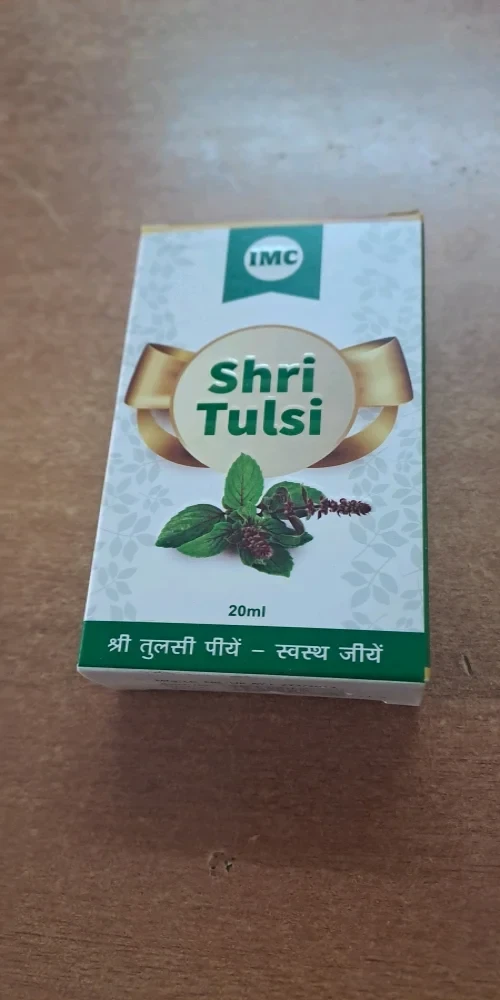 IMC
Shri
Tulsi
20ml
श्री तुलसी पीयें – स्वस्थ जीयें